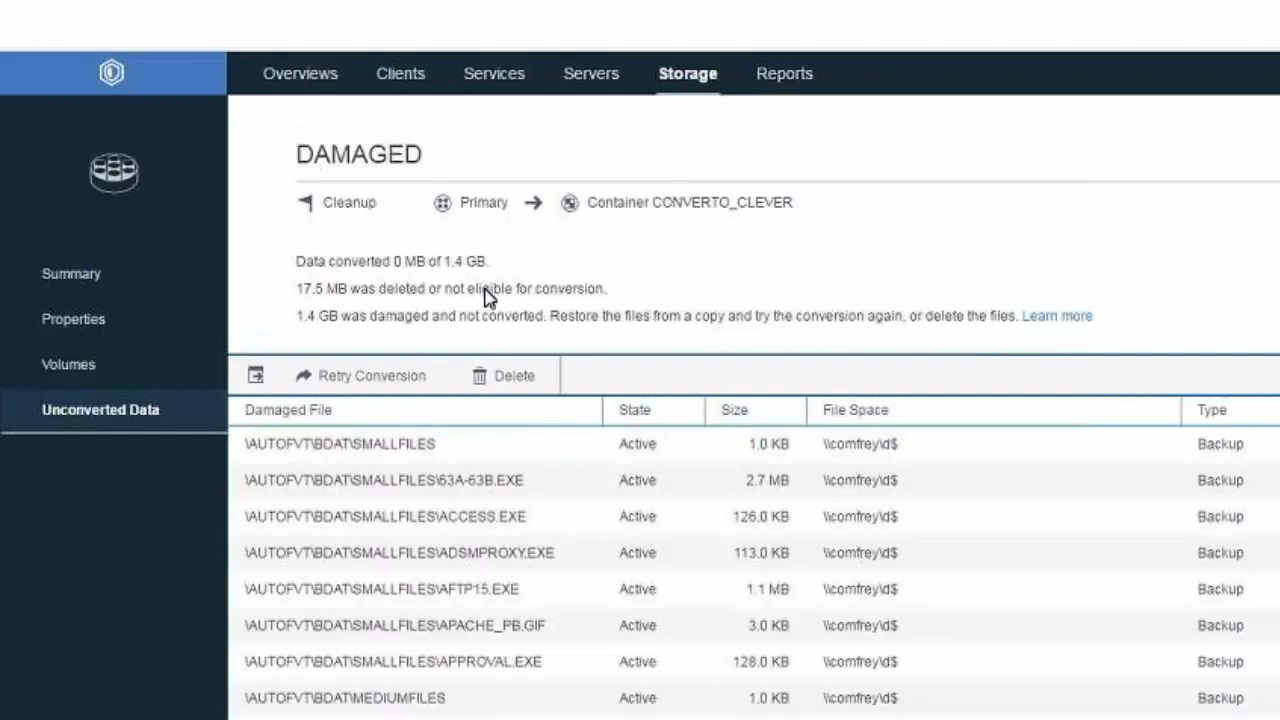 Overviews Clients Services Servers Storage Reports
DAMAGED
Cleanup Primary Container CONVERTO_CLEVER
Data converted 0 MB of 1.4 GB.
17.5 MB was deleted or not eligible for conversion.
1.4 GB was damaged and not converted. Restore the files from a copy and try the conversion again, or delete the files. Learn more
Summary
Properties
Volumes
Unconverted Data
Retry Conversion Delete
Damaged File State Size File Space Type
\AUTOFVT\BDAT\SMALLFILES Active 1.0 KB \\comfrey\d$ Backup
\AUTOFVT\BDAT\SMALLFILES\63A-63B.EXE Active 2.7 MB \\comfrey\d$ Backup
\AUTOFVT\BDAT\SMALLFILES\ACCESS.EXE Active 126.0 KB \\comfrey\d$ Backup
\AUTOFVT\BDAT\SMALLFILES\ADSMPROXY.EXE Active 113.0 KB \\comfrey\d$ Backup
\AUTOFVT\BDAT\SMALLFILES\AFTP15.EXE Active 1.1 MB \\comfrey\d$ Backup
\AUTOFVT\BDAT\SMALLFILES\APACHE_PB.GIF Active 3.0 KB \\comfrey\d$ Backup
\AUTOFVT\BDAT\SMALLFILES\APPROVAL.EXE Active 128.0 KB \\comfrey\d$ Backup
\AUTOFVT\BDAT\MEDIUMFILES Active 1.0 KB \\comfrey\d$ Backup